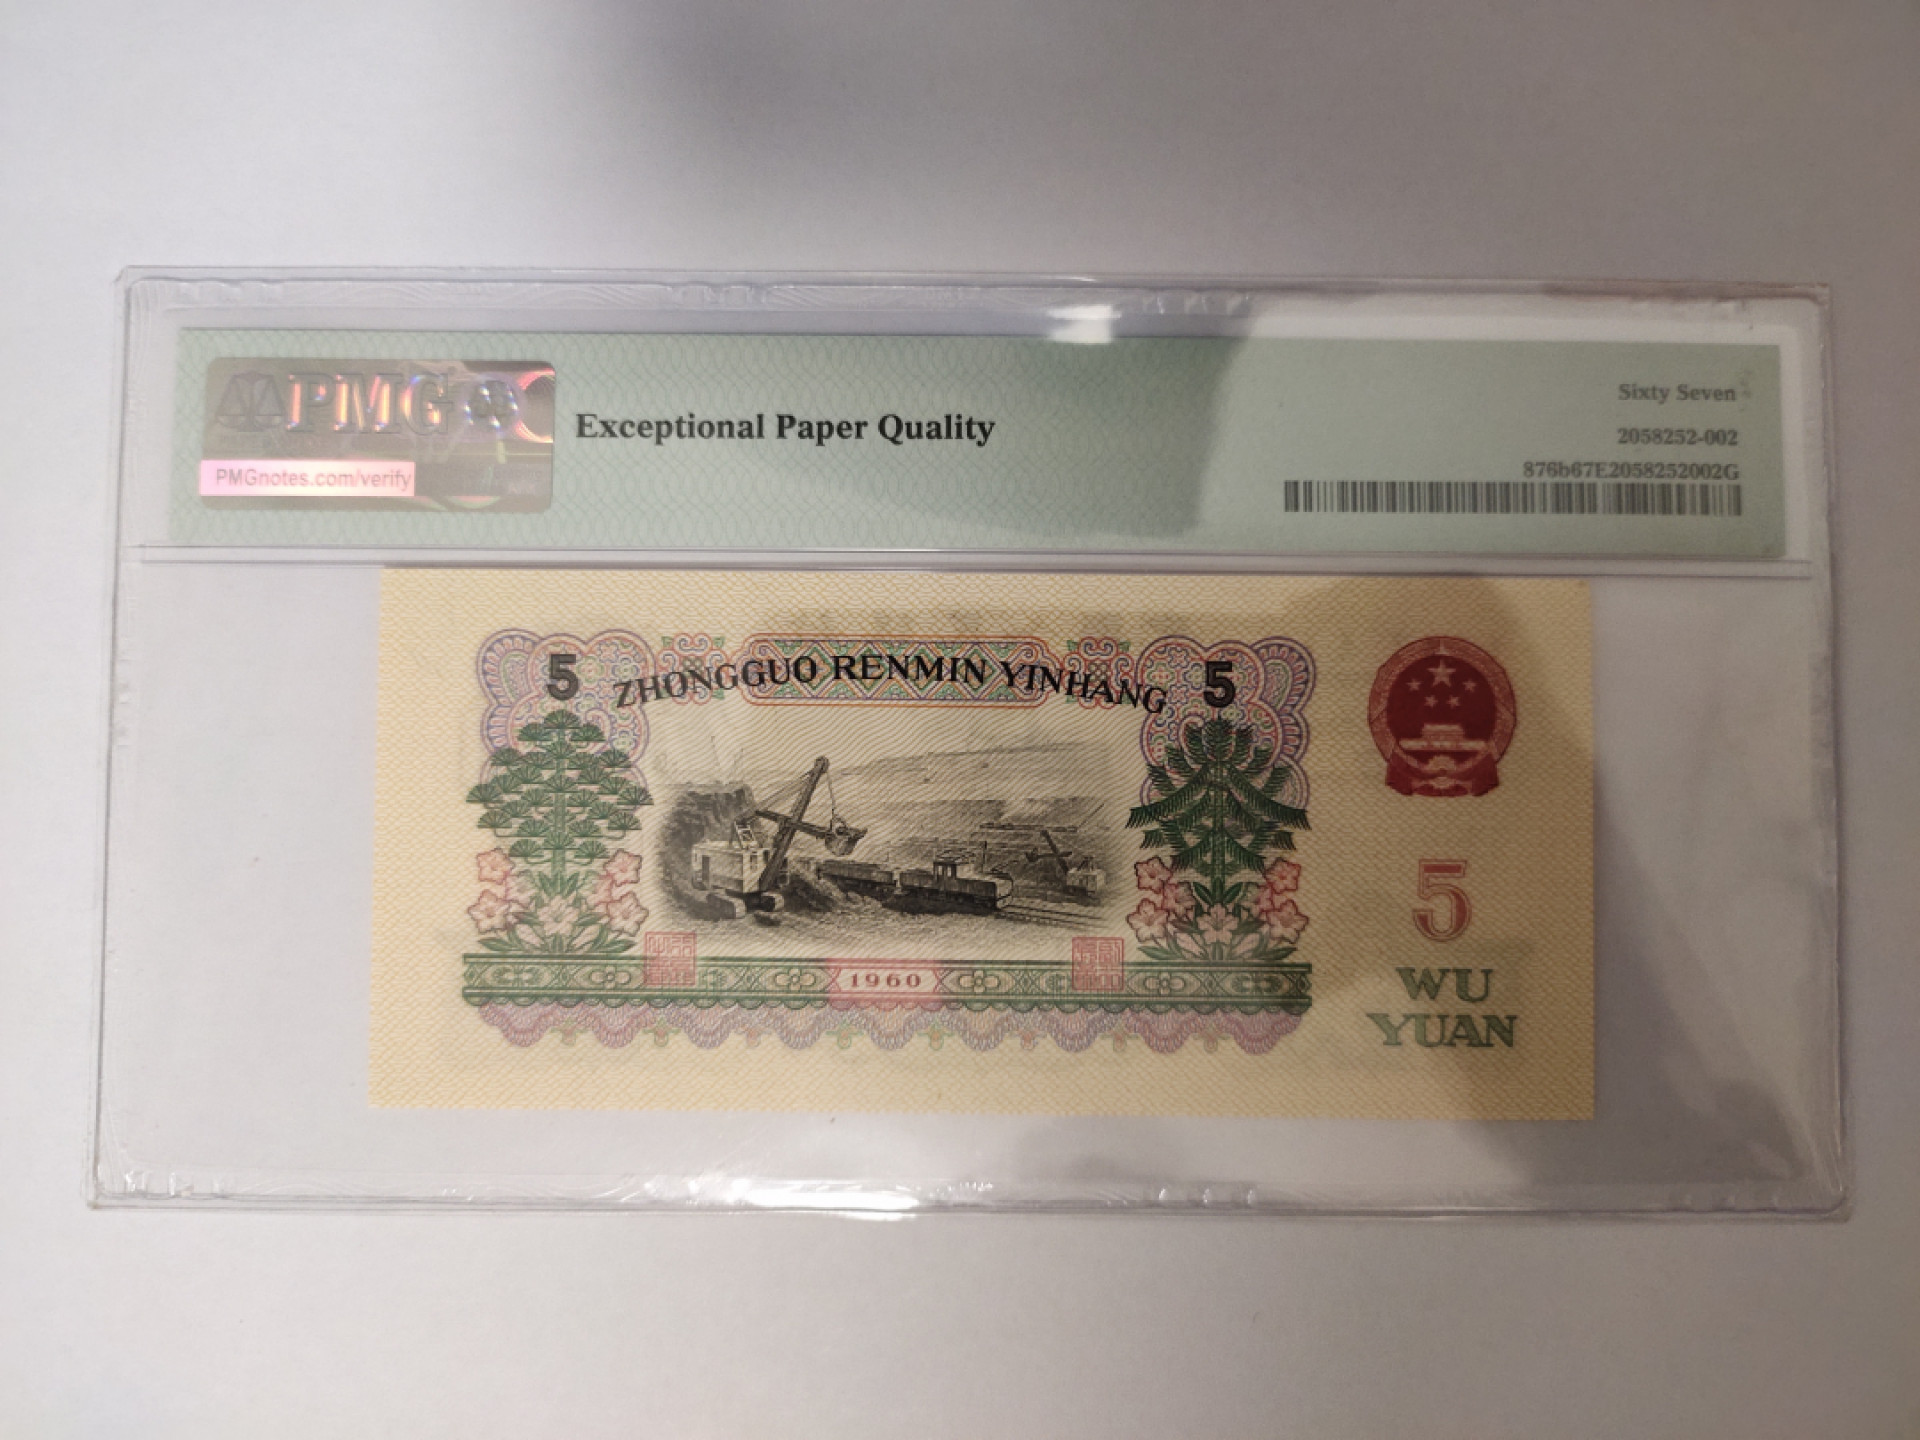 PMG
PMGnotes.com/verify
Exceptional Paper Quality
Sixty Seven
2058252-002
876b67E2058252002G
5 ZHONGGUO RENMIN YINHANG 5
1960
5
WU
YUAN